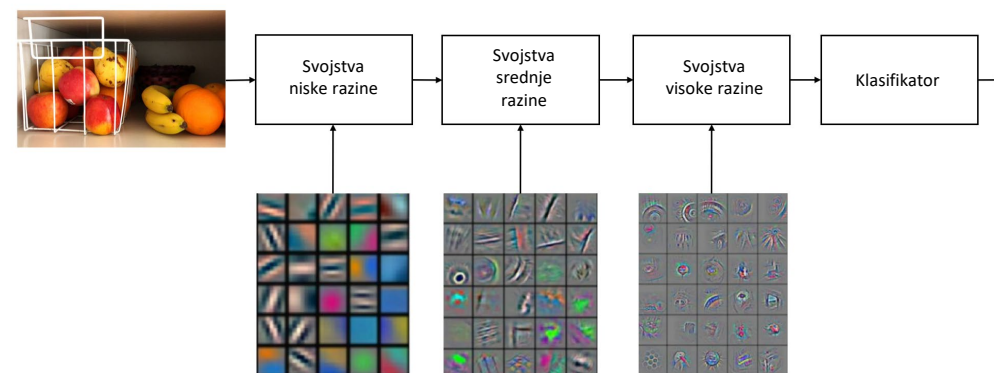 Svojstva
niske razine
Svojstva
srednje
razine
Svojstva
visoke razine
Klasifikator